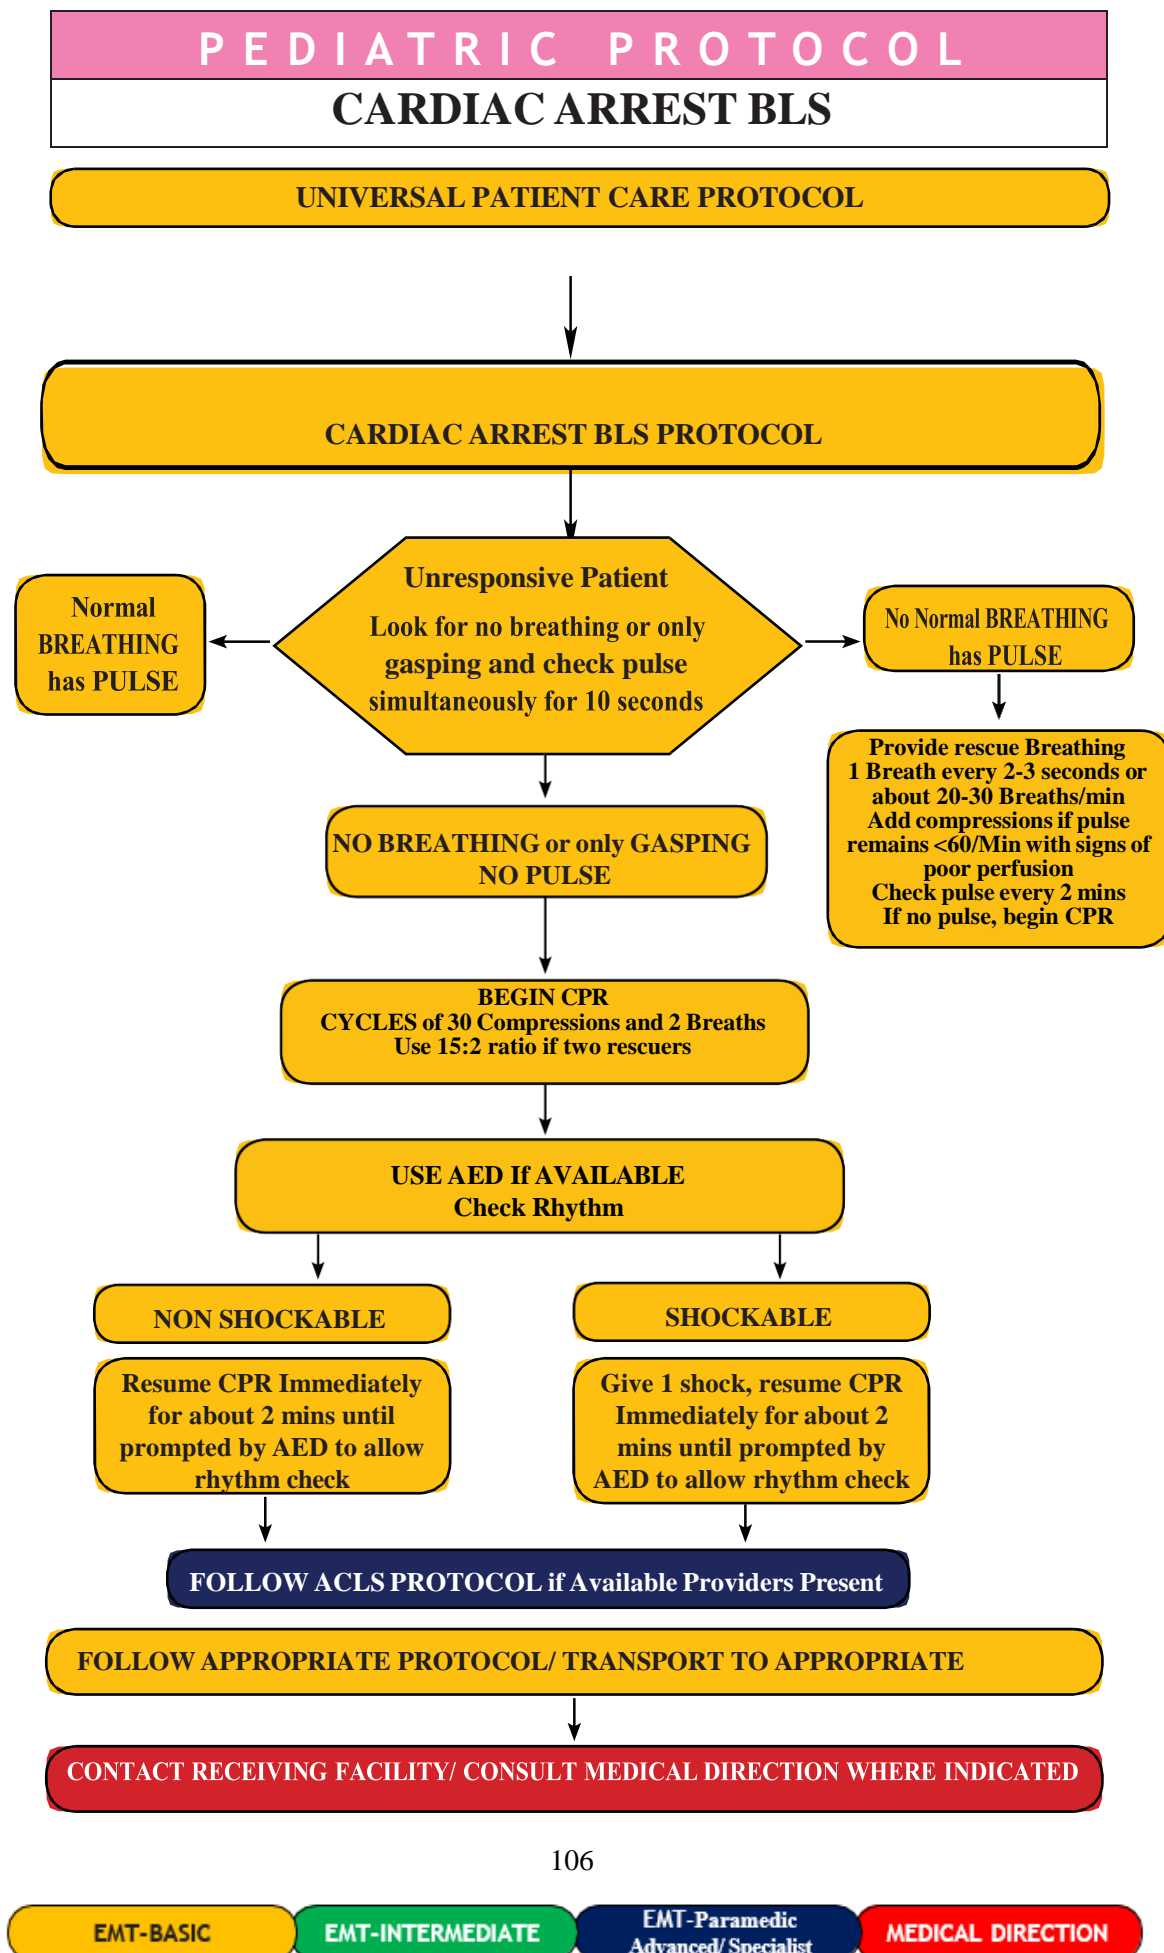 PEDIATRIC PROTOCOL
CARDIAC ARREST BLS
UNIVERSAL PATIENT CARE PROTOCOL
CARDIAC ARREST BLS PROTOCOL
Unresponsive Patient
Look for no breathing or only
gasping and check pulse
simultaneously for 10 seconds
Normal
BREATHING
has PULSE
No Normal BREATHING
has PULSE
Provide rescue Breathing
1 Breath every 2-3 seconds or
about 20-30 Breaths/min
Add compressions if pulse
remains <60/Min with signs of
poor perfusion
Check pulse every 2 mins
If no pulse, begin CPR
NO BREATHING or only GASPING
NO PULSE
BEGIN CPR
CYCLES of 30 Compressions and 2 Breaths
Use 15:2 ratio if two rescuers
USE AED If AVAILABLE
Check Rhythm
NON SHOCKABLE
Resume CPR Immediately
for about 2 mins until
prompted by AED to allow
rhythm check
SHOCKABLE
Give 1 shock, resume CPR
Immediately for about 2
mins until prompted by
AED to allow rhythm check
FOLLOW ACLS PROTOCOL if Available Providers Present
FOLLOW APPROPRIATE PROTOCOL/ TRANSPORT TO APPROPRIATE
CONTACT RECEIVING FACILITY/ CONSULT MEDICAL DIRECTION WHERE INDICATED
106
EMT-BASIC
EMT-INTERMEDIATE
EMT-Paramedic
Advanced/ Specialist
MEDICAL DIRECTION